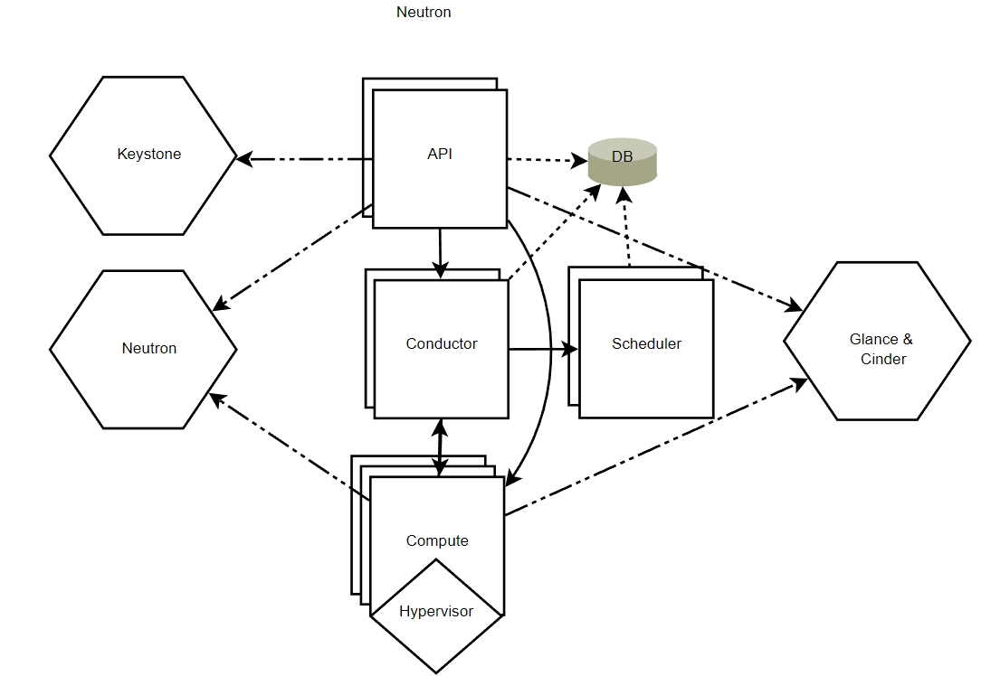 Neutron
Keystone
API
DB
Neutron
Conductor
Scheduler
Glance &
Cinder
Compute
Hypervisor